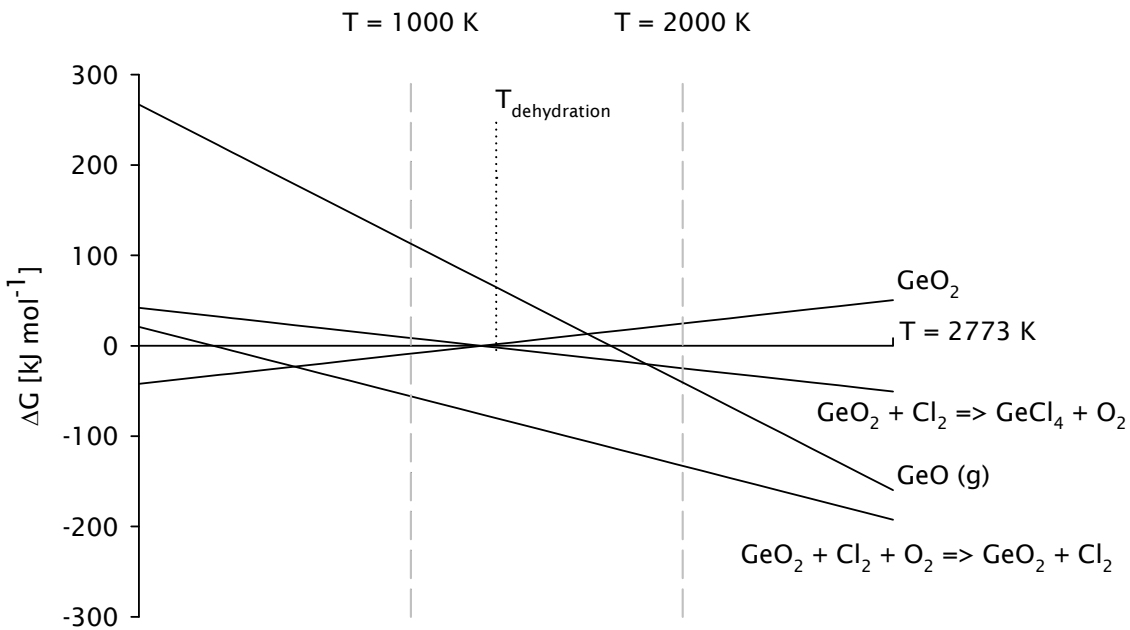 T = 1000 K
T = 2000 K
300
T_dehydration
200
100
GeO₂
T = 2773 K
0
ΔG [kJ mol⁻¹]
GeO₂ + Cl₂ => GeCl₄ + O₂
-100
GeO (g)
-200
GeO₂ + Cl₂ + O₂ => GeO₂ + Cl₂
-300